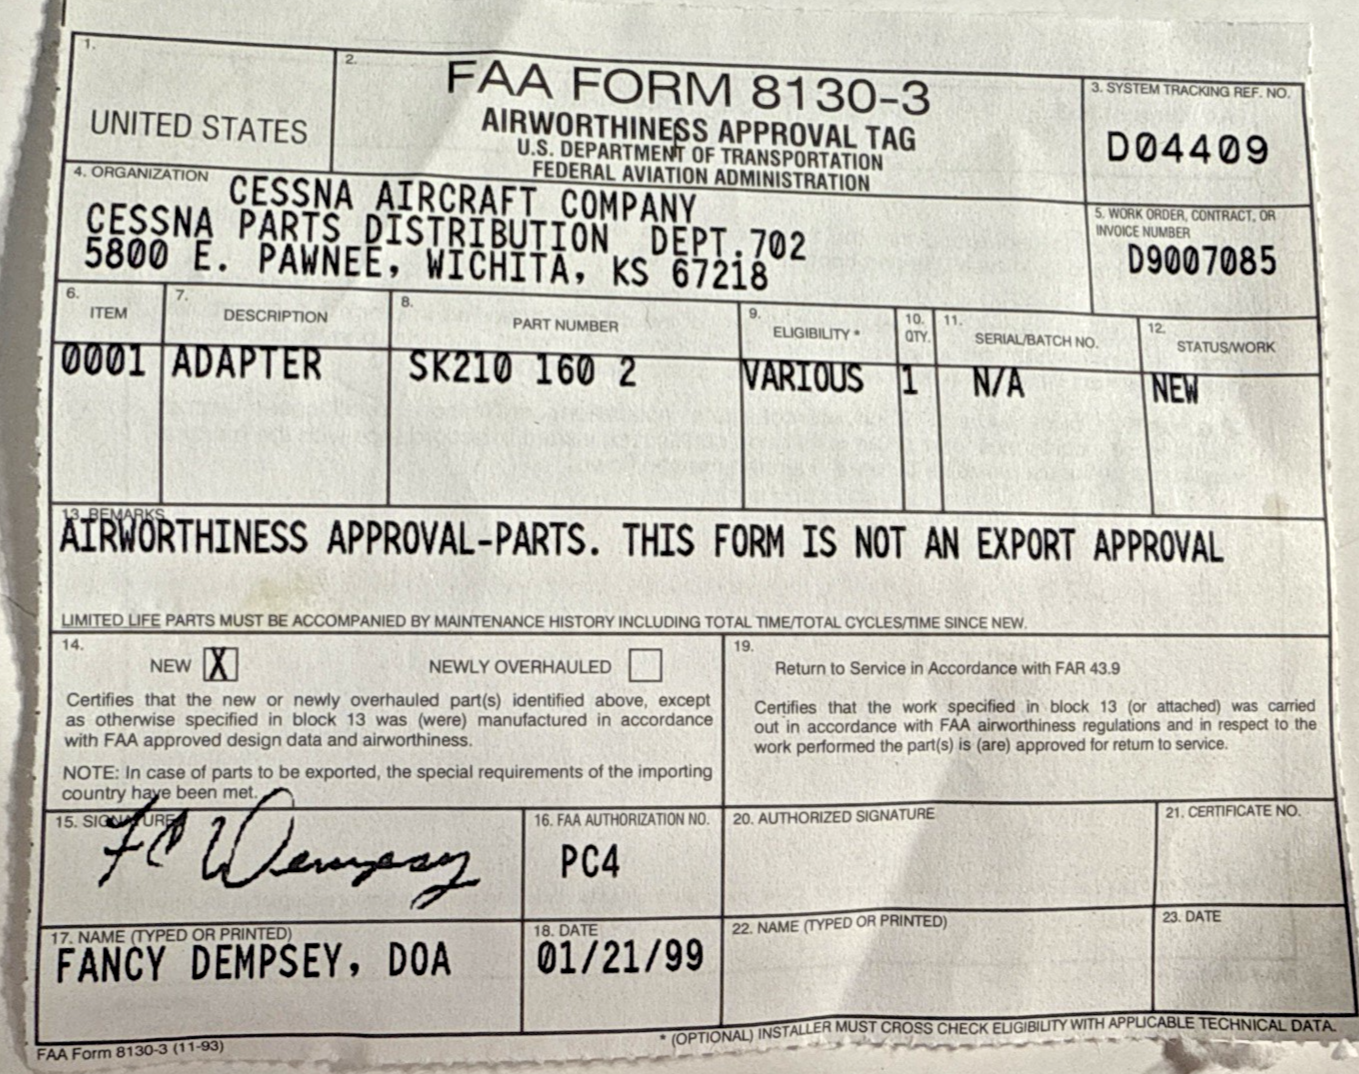 1.
UNITED STATES
2.
FAA FORM 8130-3
AIRWORTHINESS APPROVAL TAG
U.S. DEPARTMENT OF TRANSPORTATION
FEDERAL AVIATION ADMINISTRATION
3. SYSTEM TRACKING REF. NO.
D04409
4. ORGANIZATION
CESSNA AIRCRAFT COMPANY
CESSNA PARTS DISTRIBUTION DEPT.702
5800 E. PAWNEE, WICHITA, KS 67218
5. WORK ORDER, CONTRACT, OR
INVOICE NUMBER
D9007085
6. ITEM
7. DESCRIPTION
8. PART NUMBER
9. ELIGIBILITY *
10. QTY.
11. SERIAL/BATCH NO.
12. STATUS/WORK
0001 ADAPTER SK210 160 2 VARIOUS 1 N/A NEW
13. REMARKS
AIRWORTHINESS APPROVAL-PARTS. THIS FORM IS NOT AN EXPORT APPROVAL
LIMITED LIFE PARTS MUST BE ACCOMPANIED BY MAINTENANCE HISTORY INCLUDING TOTAL TIME/TOTAL CYCLES/TIME SINCE NEW.
14.
NEW X NEWLY OVERHAULED
Certifies that the new or newly overhauled part(s) identified above, except
as otherwise specified in block 13 was (were) manufactured in accordance
with FAA approved design data and airworthiness.
NOTE: In case of parts to be exported, the special requirements of the importing
country have been met.
19.
Return to Service in Accordance with FAR 43.9
Certifies that the work specified in block 13 (or attached) was carried
out in accordance with FAA airworthiness regulations and in respect to the
work performed the part(s) is (are) approved for return to service.
15. SIGNATURE
F C Dempsey
16. FAA AUTHORIZATION NO.
PC4
20. AUTHORIZED SIGNATURE
21. CERTIFICATE NO.
17. NAME (TYPED OR PRINTED)
FANCY DEMPSEY, DOA
18. DATE
01/21/99
22. NAME (TYPED OR PRINTED)
23. DATE
* (OPTIONAL) INSTALLER MUST CROSS CHECK ELIGIBILITY WITH APPLICABLE TECHNICAL DATA.
FAA Form 8130-3 (11-93)